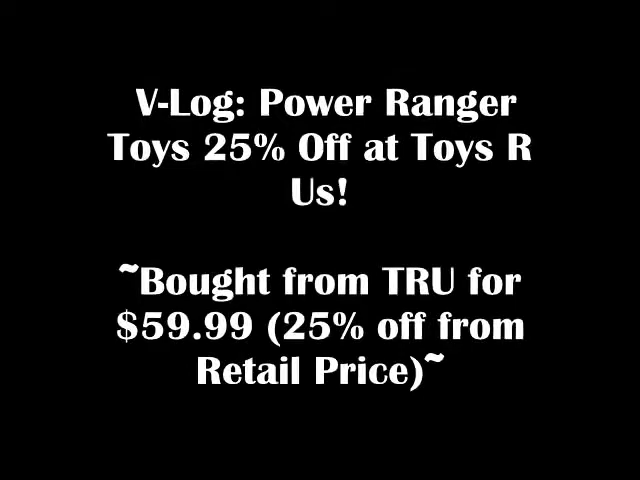 V-Log: Power Ranger
Toys 25% Off at Toys R
Us!
~Bought from TRU for
$59.99 (25% off from
Retail Price)~